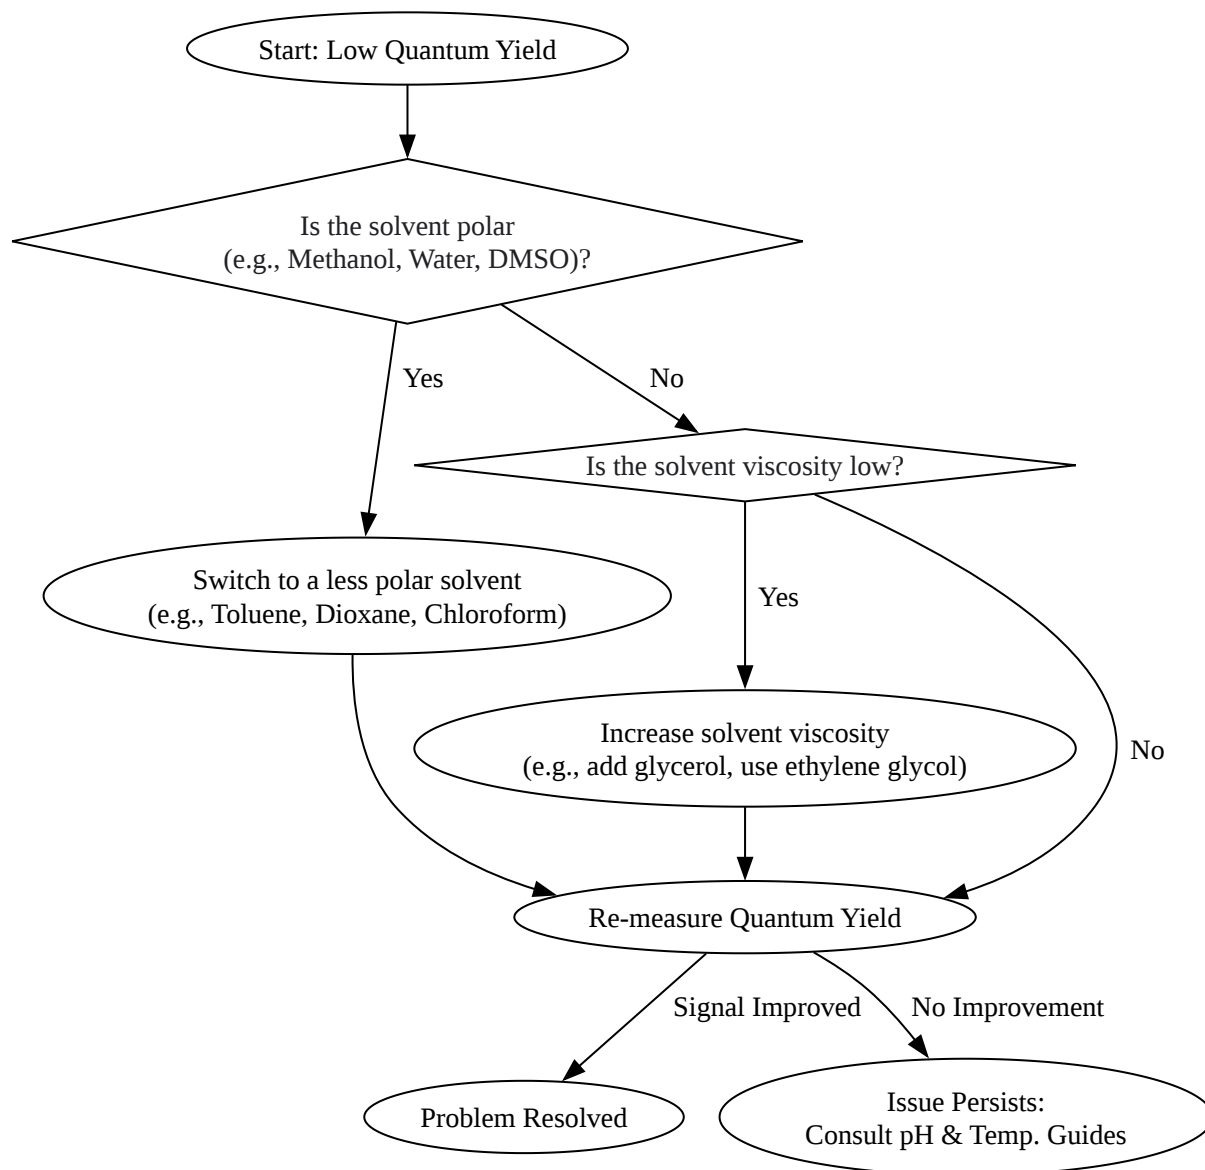 Start: Low Quantum Yield
Is the solvent polar
(e.g., Methanol, Water, DMSO)?
Yes
No
Is the solvent viscosity low?
Switch to a less polar solvent
(e.g., Toluene, Dioxane, Chloroform)
Yes
Increase solvent viscosity
(e.g., add glycerol, use ethylene glycol)
No
Re-measure Quantum Yield
Signal Improved
No Improvement
Problem Resolved
Issue Persists:
Consult pH & Temp. Guides